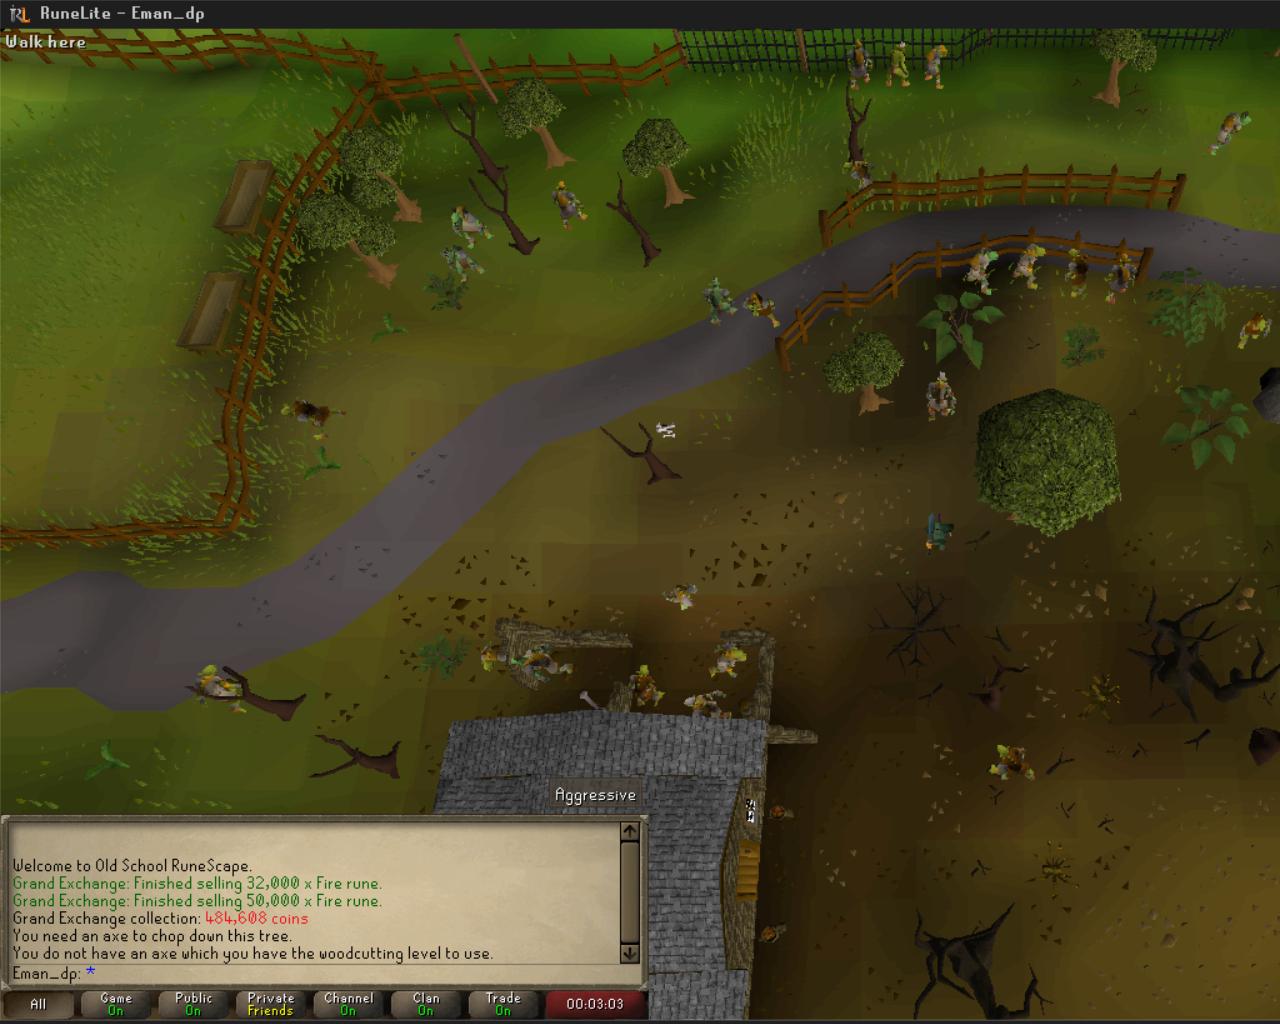 RuneLite - Eman_dp
Walk here
Aggressive
Welcome to Old School RuneScape.
Grand Exchange: Finished selling 32,000 x Fire rune.
Grand Exchange: Finished selling 50,000 x Fire rune.
Grand Exchange collection: 484,608 coins
You need an axe to chop down this tree.
You do not have an axe which you have the woodcutting level to use.
Eman_dp: *
All
Game
On
Public
On
Private
Friends
Channel
On
Clan
On
Trade
On
00:03:03